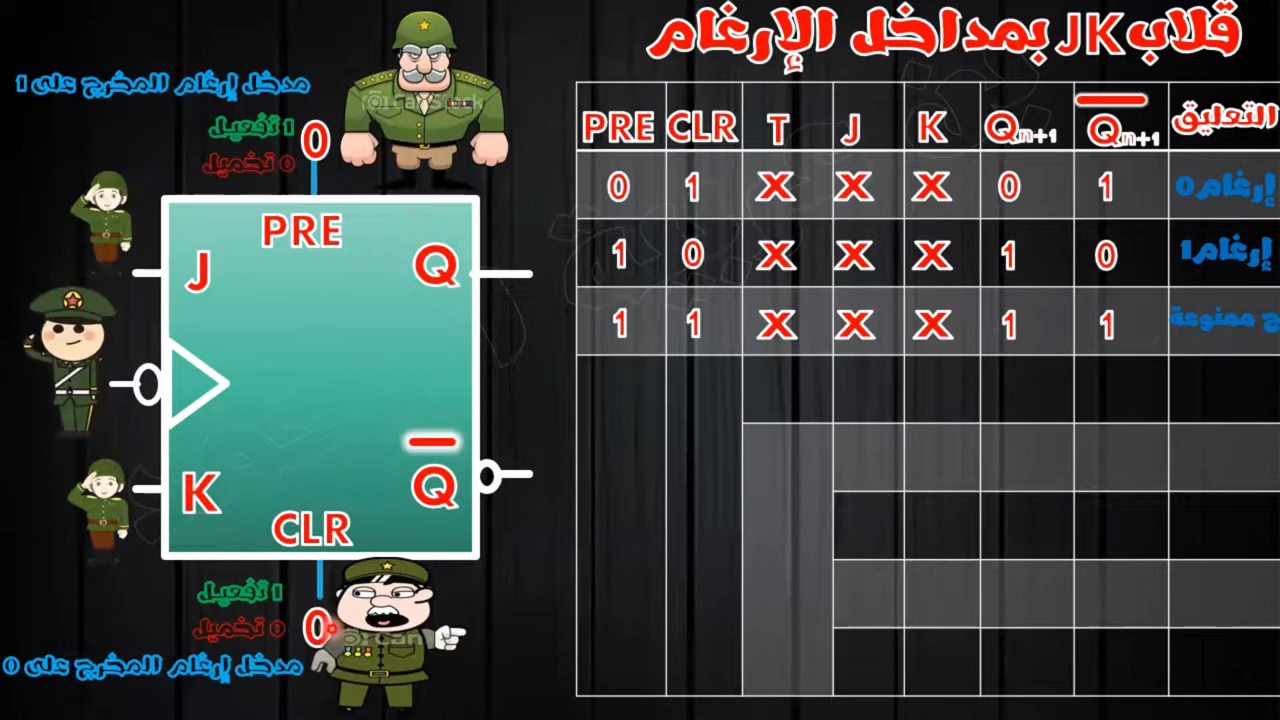 قلاب JK بمداخل الإرغام
مدخل إرغام المخرج على 1
1 تفعيل
0 تخميل
0
PRE
J
Q
K
Q
CLR
1 تفعيل
0 تخميل
0
مدخل إرغام المخرج على 0
PRE CLR T J K Qn+1 Qn+1 التعليق
0 1 X X X 0 1 إرغام 0
1 0 X X X 1 0 إرغام 1
1 1 X X X 1 1 ح ممنوعة